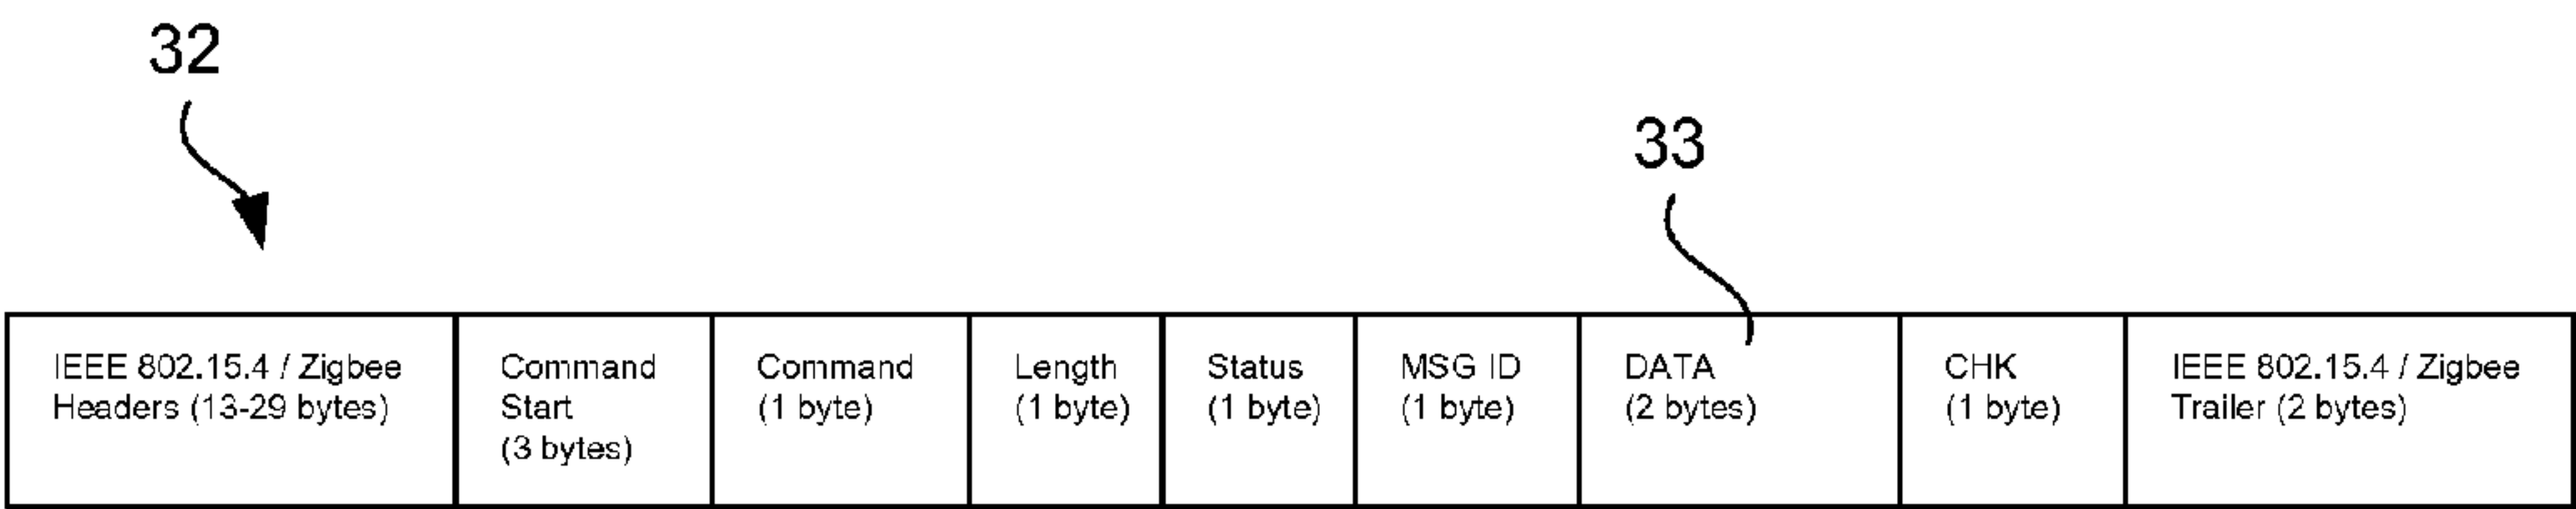 32
33
IEEE 802.15.4 / Zigbee
Headers (13-29 bytes)
Command
Start
(3 bytes)
Command
(1 byte)
Length
(1 byte)
Status
(1 byte)
MSG ID
(1 byte)
DATA
(2 bytes)
CHK
(1 byte)
IEEE 802.15.4 / Zigbee
Trailer (2 bytes)